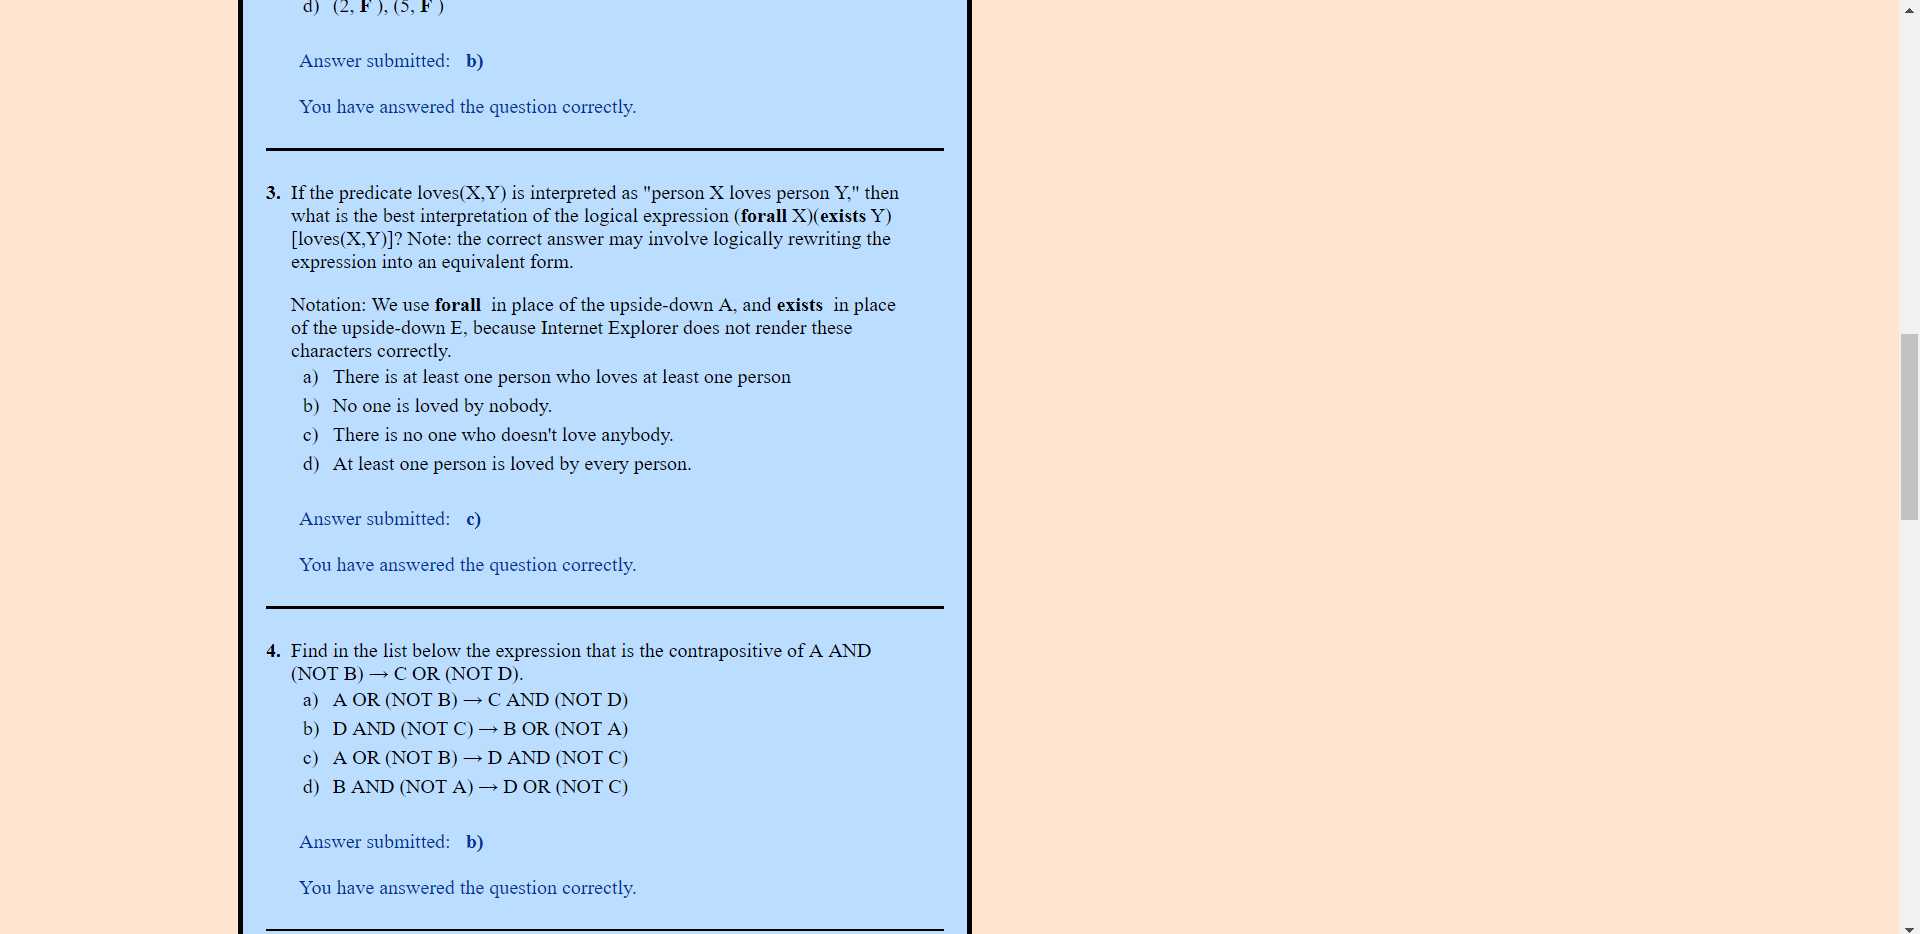 d) (2, F ), (5, F )
Answer submitted: b)
You have answered the question correctly.
3. If the predicate loves(X,Y) is interpreted as "person X loves person Y," then
what is the best interpretation of the logical expression (forall X)(exists Y)
[loves(X,Y)]? Note: the correct answer may involve logically rewriting the
expression into an equivalent form.
Notation: We use forall in place of the upside-down A, and exists in place
of the upside-down E, because Internet Explorer does not render these
characters correctly.
a) There is at least one person who loves at least one person
b) No one is loved by nobody.
c) There is no one who doesn't love anybody.
d) At least one person is loved by every person.
Answer submitted: c)
You have answered the question correctly.
4. Find in the list below the expression that is the contrapositive of A AND
(NOT B) → C OR (NOT D).
a) A OR (NOT B) → C AND (NOT D)
b) D AND (NOT C) → B OR (NOT A)
c) A OR (NOT B) → D AND (NOT C)
d) B AND (NOT A) → D OR (NOT C)
Answer submitted: b)
You have answered the question correctly.